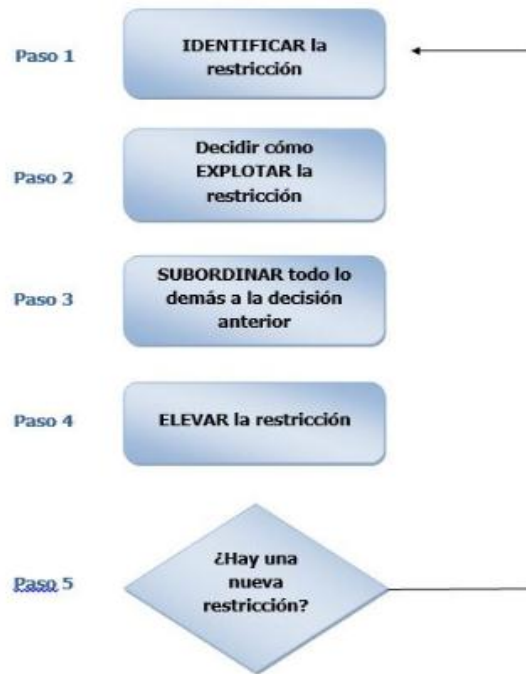 Paso 1
IDENTIFICAR la
restricción
Paso 2
Decidir cómo
EXPLOTAR la
restricción
Paso 3
SUBORDINAR todo lo
demás a la decisión
anterior
Paso 4
ELEVAR la restricción
Paso 5
¿Hay una
nueva
restricción?